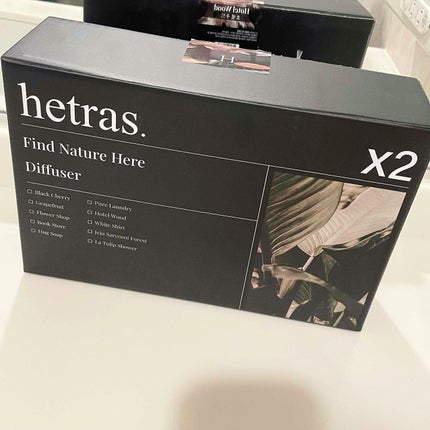 Hotel Wood
H
hetras.
Find Nature Here
Diffuser
X2
Black Cherry
Grapefruit
Flower Shop
Book Store
Hug Soap
Pure Laundry
Hotel Wood
White Shirt
Jeju Saryeoni Forest
La Tulip Shower